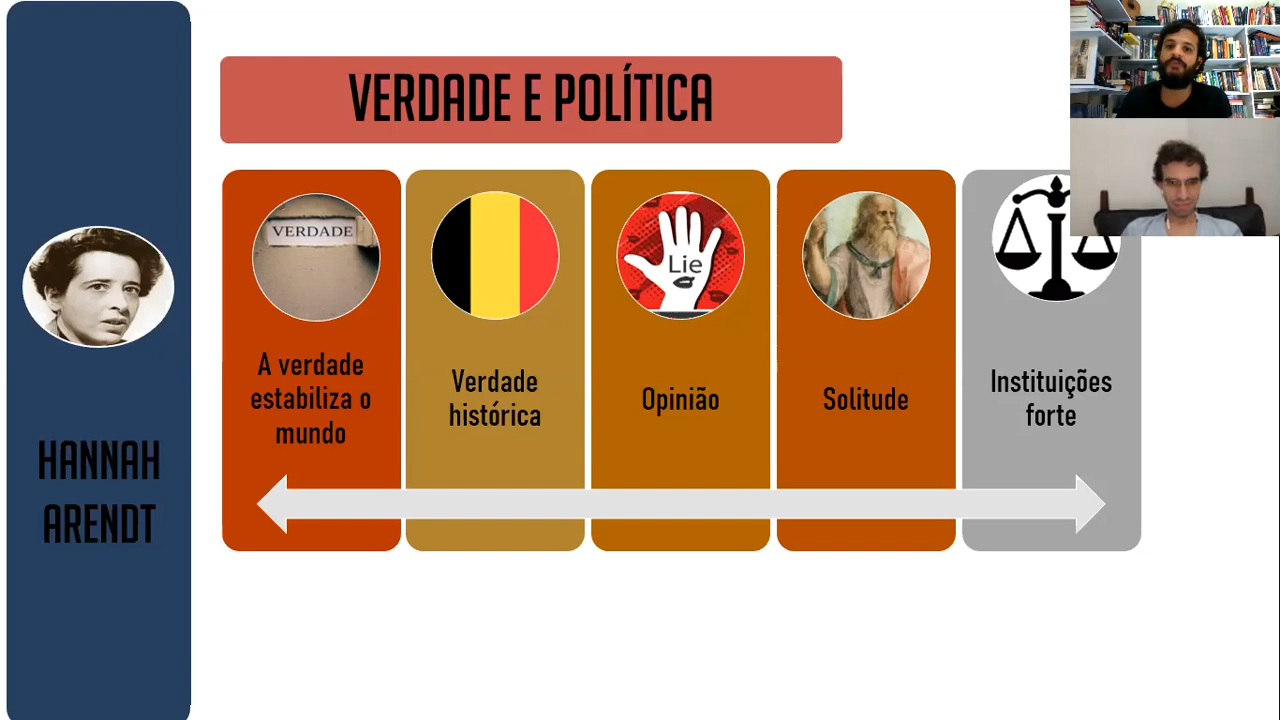 VERDADE E POLÍTICA
HANNAH
ARENDT
VERDADE
A verdade
estabiliza o
mundo
Verdade
histórica
Lie
Opinião
Solitude
Instituições
forte